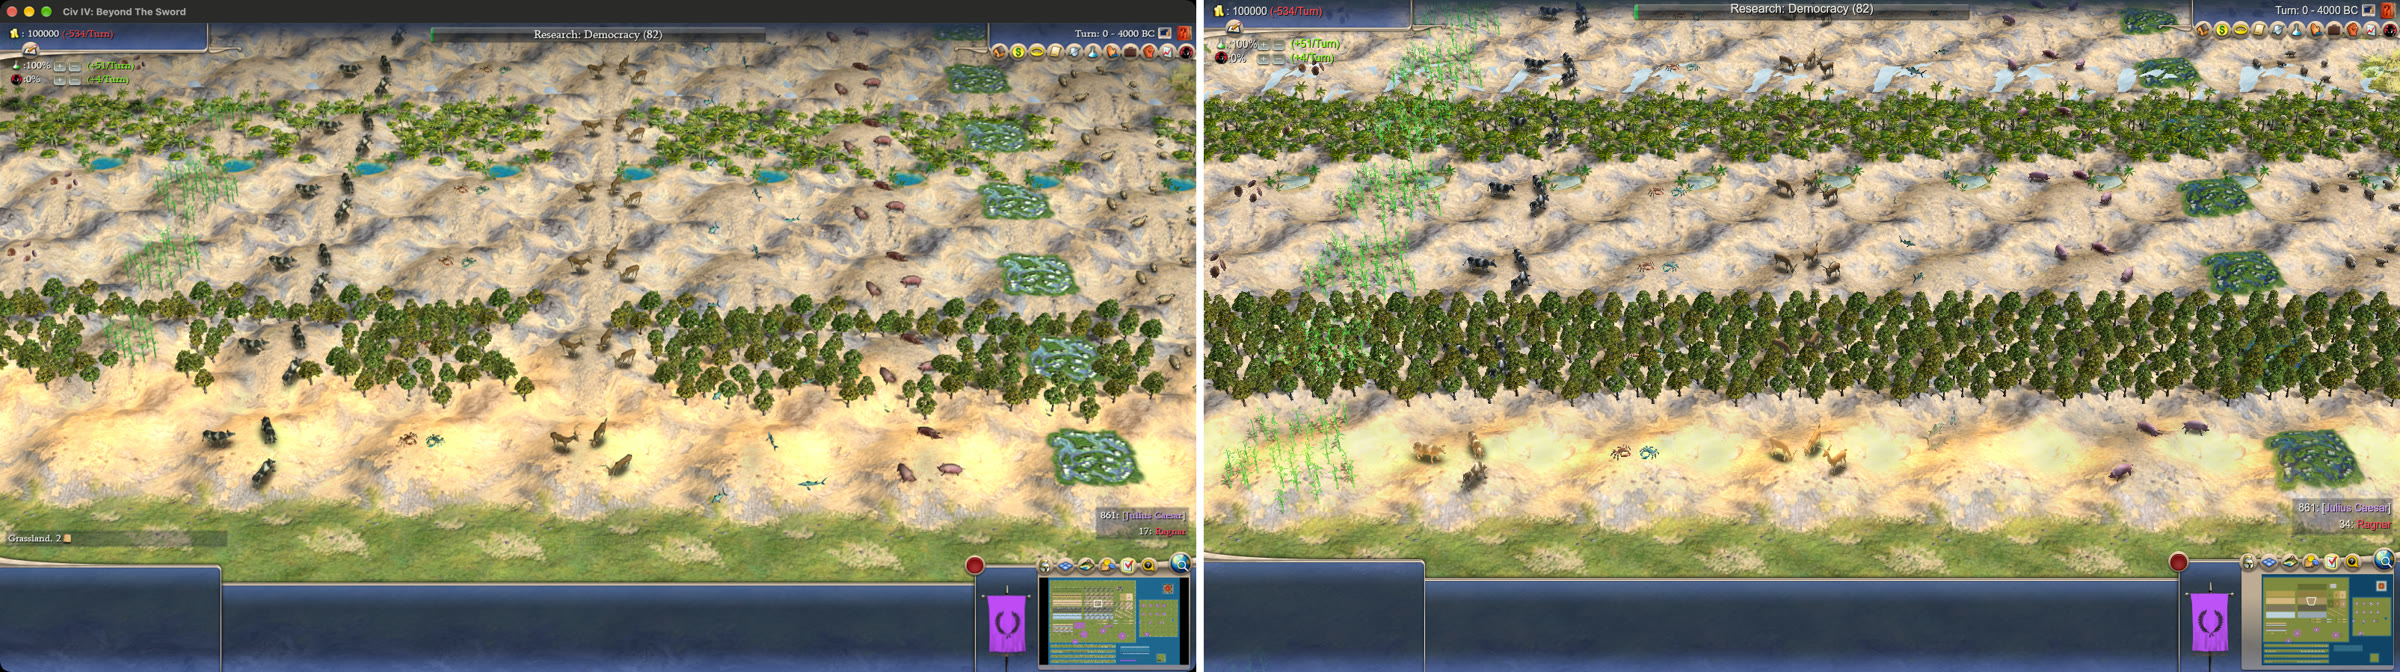 Civ IV: Beyond The Sword
: 100000 (-534/Turn)
Research: Democracy (82)
Turn: 0 - 4000 BC
:100% (+51/Turn)
:0% (+4/Turn)
861: [Julius Caesar]
17: Ragnar
Grassland. 2
: 100000 (-534/Turn)
Research: Democracy (82)
Turn: 0 - 4000 BC
:100% (+51/Turn)
:0% (+4/Turn)
861: [Julius Caesar]
34: Ragnar